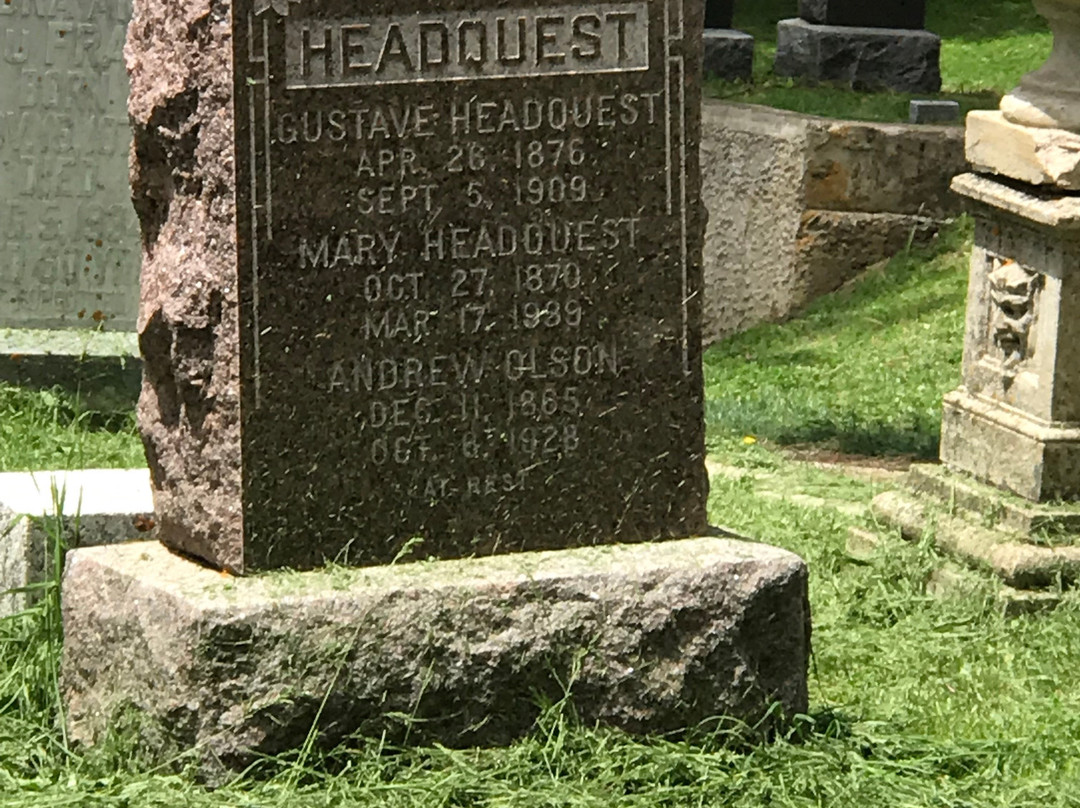 HEADQUEST
GUSTAVE HEADQUEST
APR. 26, 1876
SEPT. 5, 1909
MARY HEADQUEST
OCT. 27, 1870
MAR. 17, 1939
ANDREW OLSON
DEC. 11, 1865
OCT. 8, 1928
AT REST
BORN